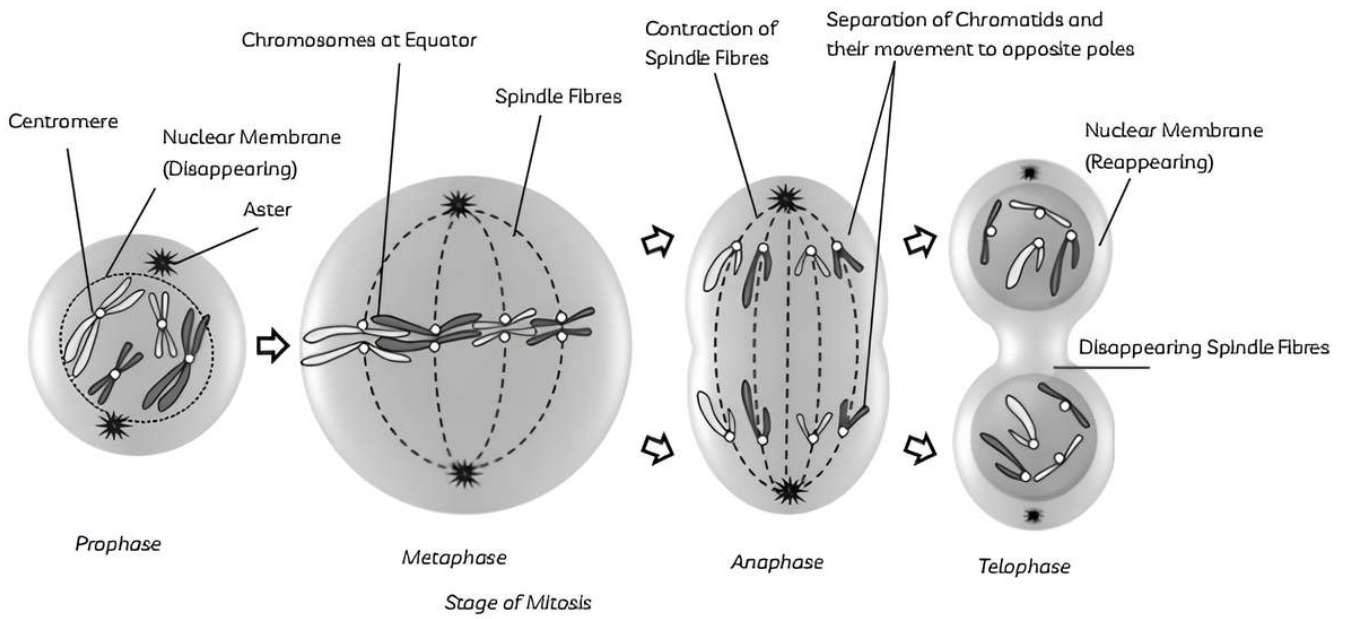 Chromosomes at Equator
Contraction of
Spindle Fibres
Separation of Chromatids and
their movement to opposite poles
Spindle Fibres
Centromere
Nuclear Membrane
(Disappearing)
Aster
Nuclear Membrane
(Reappearing)
Disappearing Spindle Fibres
Prophase
Metaphase
Anaphase
Telophase
Stage of Mitosis